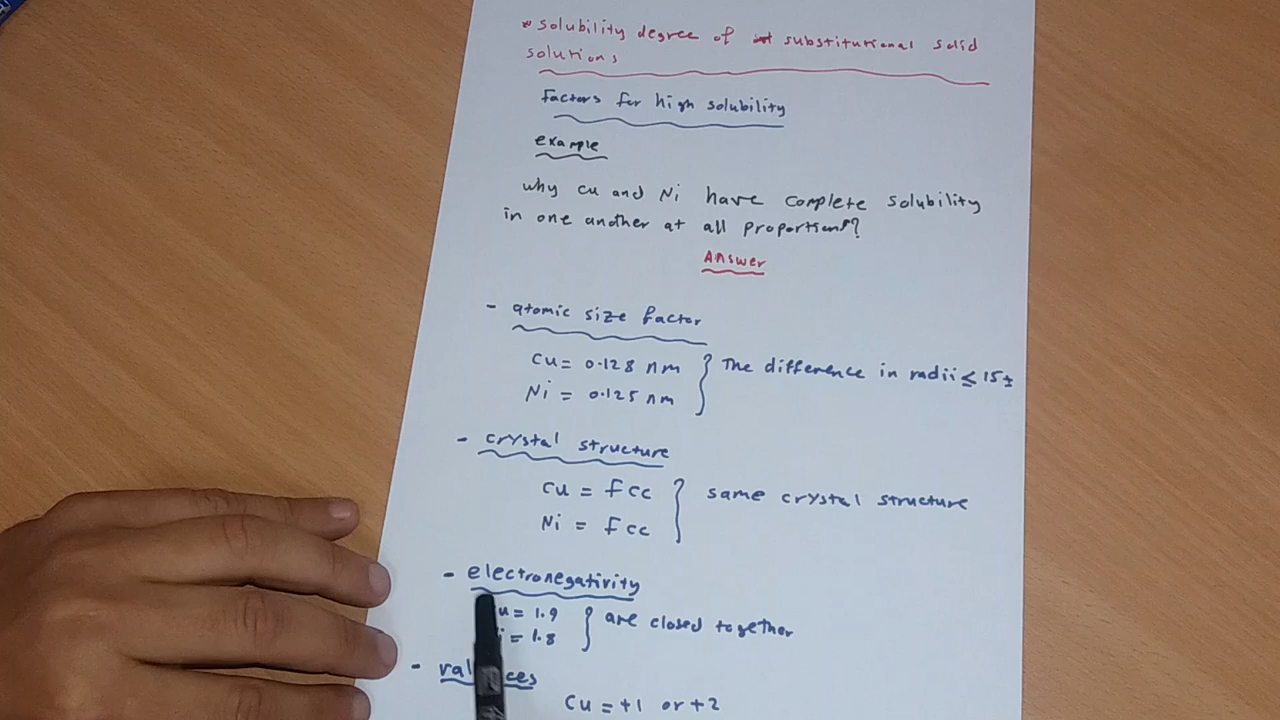 * solubility degree of substitutional solid
solutions
Factors for high solubility
example
why Cu and Ni have complete solubility
in one another at all proportions?
Answer
- atomic size factor
Cu = 0.128 nm
Ni = 0.125 nm
} The difference in radii ≤ 15
- crystal structure
Cu = fcc
Ni = fcc
} same crystal structure
- electronegativity
u = 1.9
i = 1.8
} are closed together
-
Cu = +1 or +2